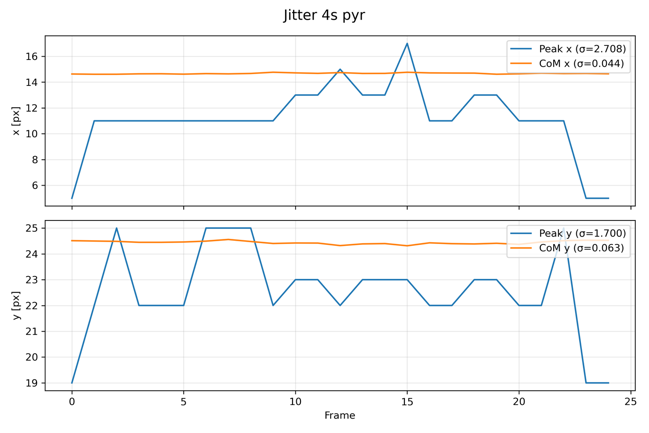 Jitter 4s pyr
16
14
12
10
8
6
x [px]
Peak x (σ=2.708)
CoM x (σ=0.044)
25
24
23
22
21
20
19
y [px]
Peak y (σ=1.700)
CoM y (σ=0.063)
0 5 10 15 20 25
Frame